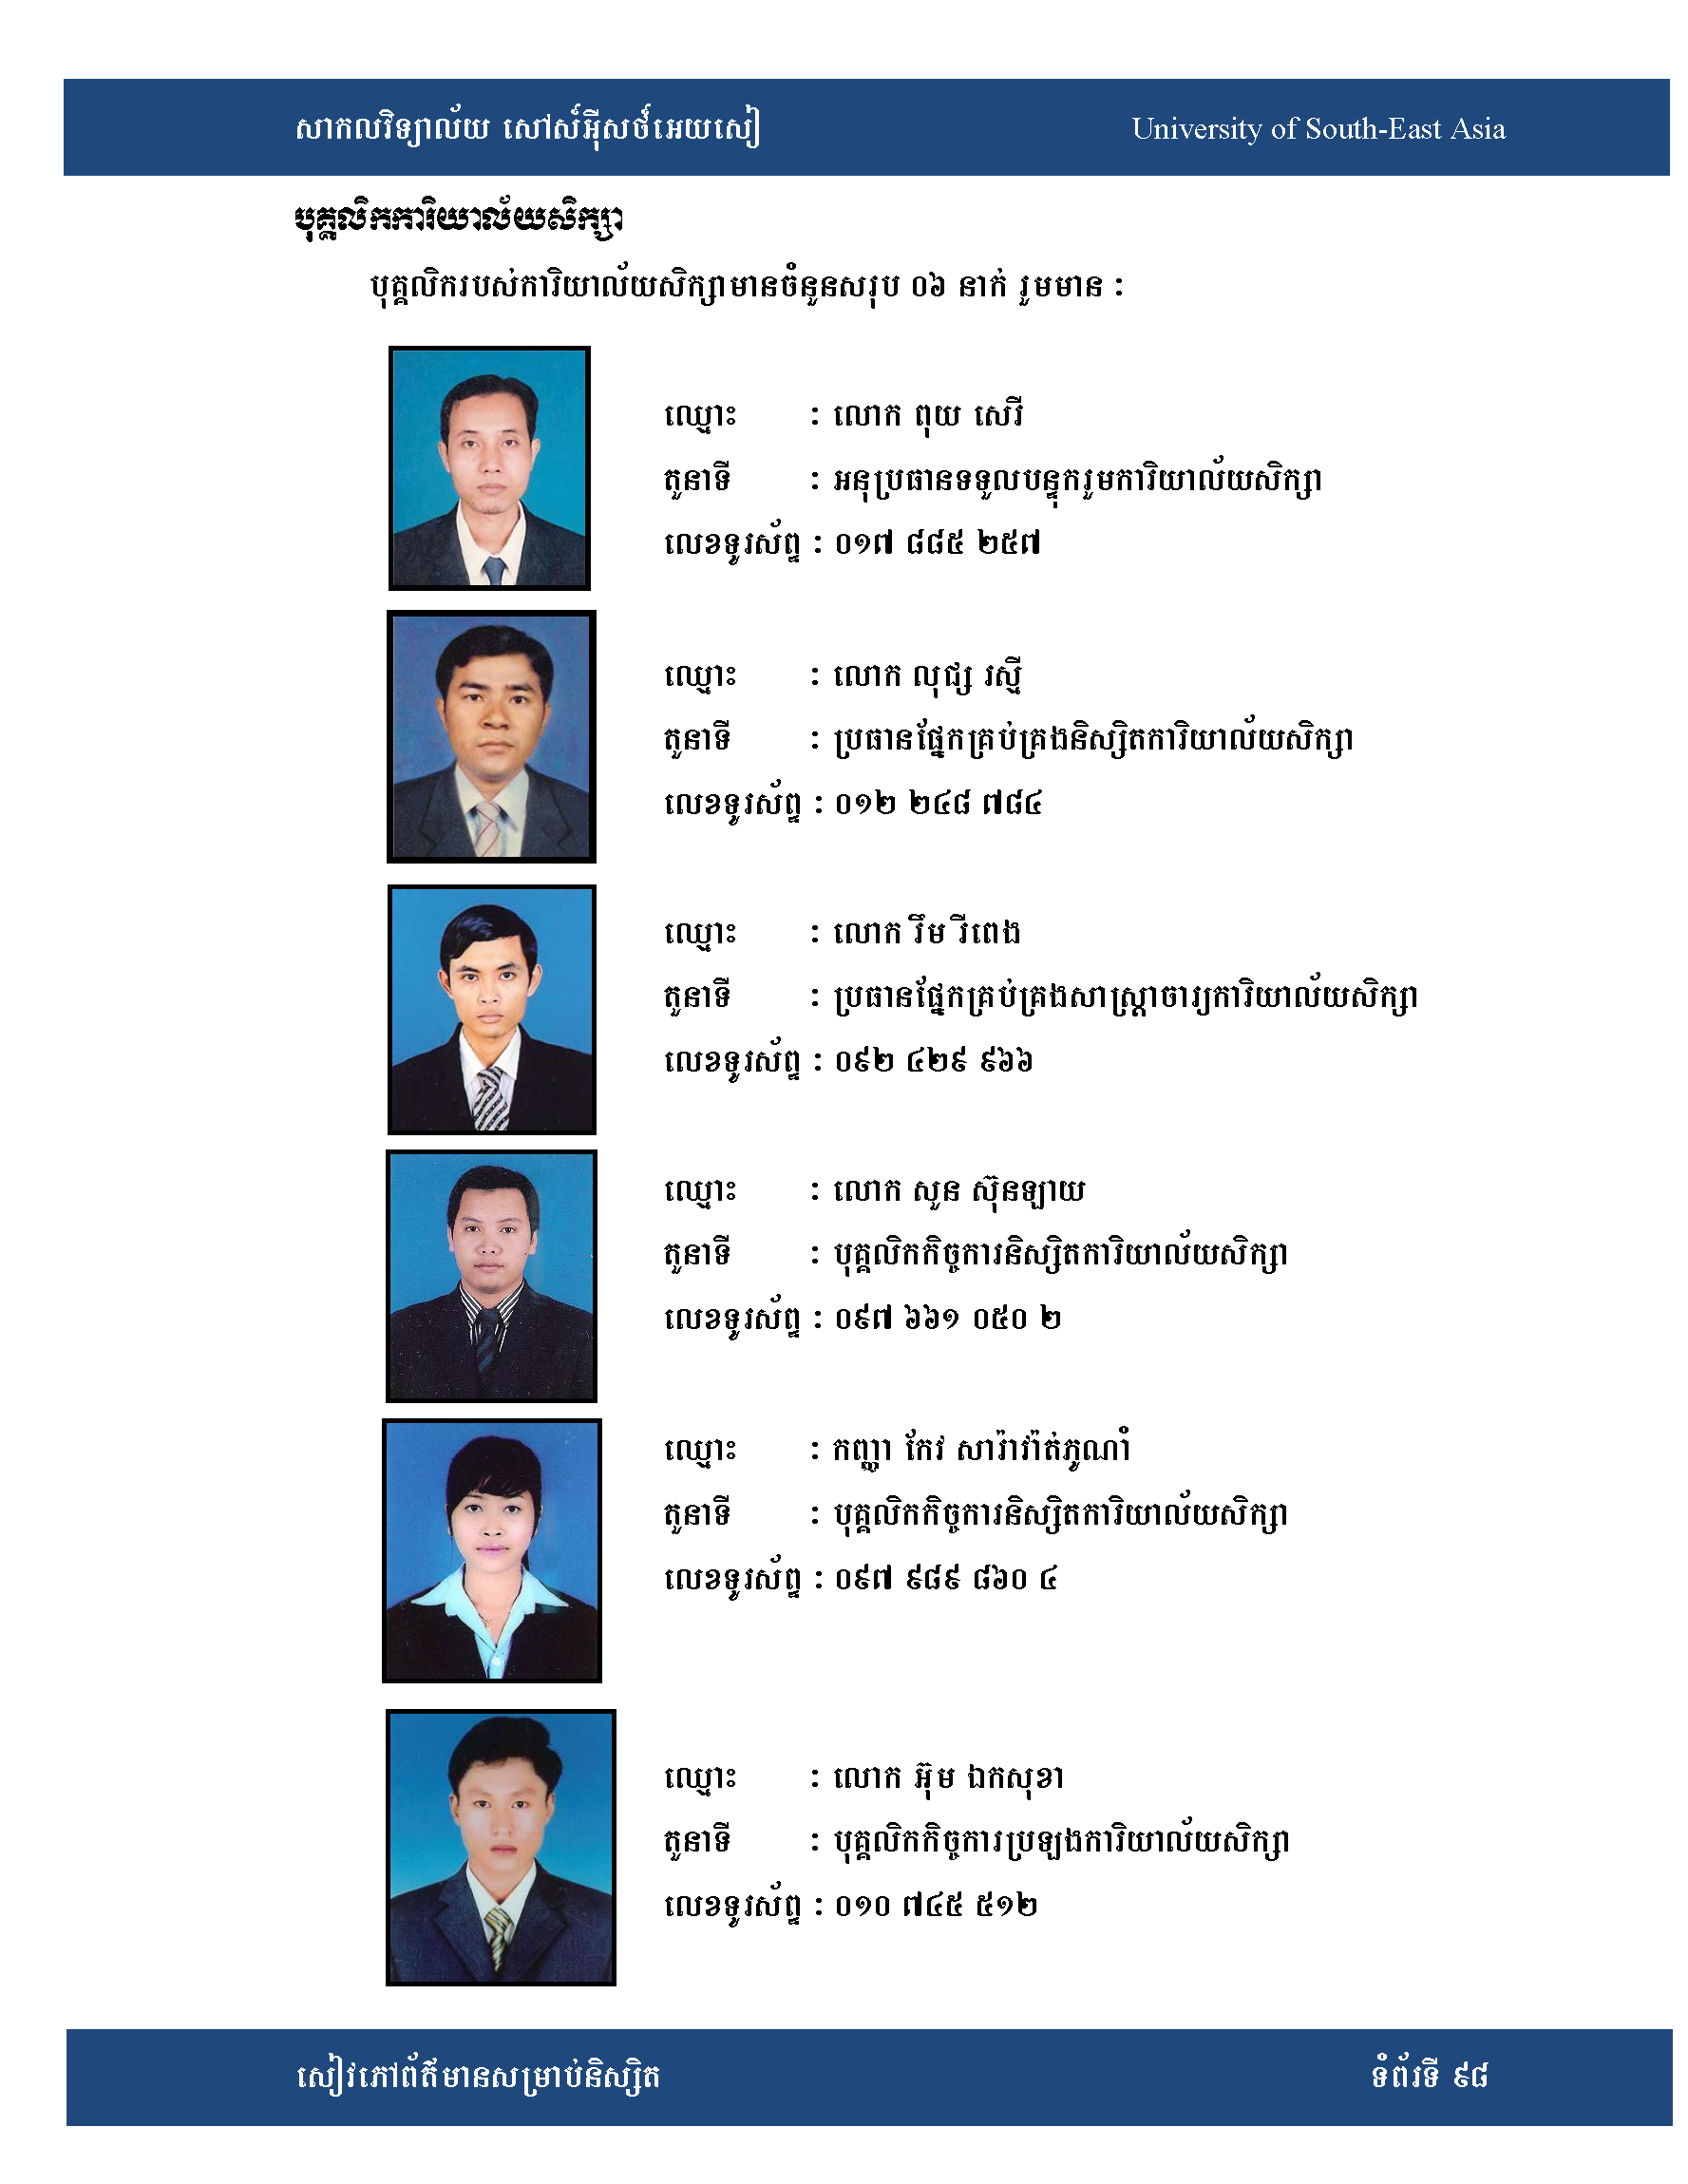 សាកលវិទ្យាល័យ សៅស៍អ៊ីសថ៍អេយសៀ University of South-East Asia
បុគ្គលិកការិយាល័យសិក្សា
បុគ្គលិករបស់ការិយាល័យសិក្សាមានចំនួនសរុប ០៦ នាក់ រួមមាន :
ឈ្មោះ : លោក ពុយ សេរី
តួនាទី : អនុប្រធានទទួលបន្ទុករួមការិយាល័យសិក្សា
លេខទូរស័ព្ទ : ០១៧ ៨៨៥ ២៥៧
ឈ្មោះ : លោក លុផ្ស រស្មី
តួនាទី : ប្រធានផ្នែកគ្រប់គ្រងនិស្សិតការិយាល័យសិក្សា
លេខទូរស័ព្ទ : ០១២ ២៤៨ ៧៨៤
ឈ្មោះ : លោក រឹម រីពេង
តួនាទី : ប្រធានផ្នែកគ្រប់គ្រងសាស្ត្រាចារ្យការិយាល័យសិក្សា
លេខទូរស័ព្ទ : ០៩២ ៤២៩ ៩៦៦
ឈ្មោះ : លោក សួន ស៊ុនឡាយ
តួនាទី : បុគ្គលិកកិច្ចការនិស្សិតការិយាល័យសិក្សា
លេខទូរស័ព្ទ : ០៩៧ ៦៦១ ០៥០ ២
ឈ្មោះ : កញ្ញា កែវ សារ៉ាវ៉ាត់ភូណាំ
តួនាទី : បុគ្គលិកកិច្ចការនិស្សិតការិយាល័យសិក្សា
លេខទូរស័ព្ទ : ០៩៧ ៩៨៩ ៨៦០ ៤
ឈ្មោះ : លោក អ៊ុម ឯកសុខា
តួនាទី : បុគ្គលិកកិច្ចការប្រឡងការិយាល័យសិក្សា
លេខទូរស័ព្ទ : ០១០ ៧៤៥ ៥១២
សៀវភៅព័ត៌មានសម្រាប់និស្សិត ទំព័រទី ៩៨